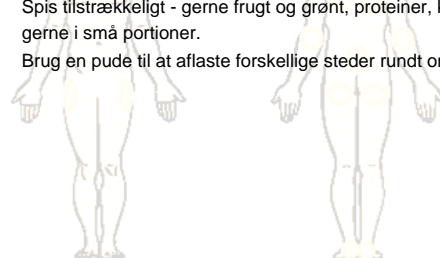 Spis tilstrækkeligt - gerne frugt og grønt, proteiner,
gerne i små portioner.
Brug en pude til at aflaste forskellige steder rundt